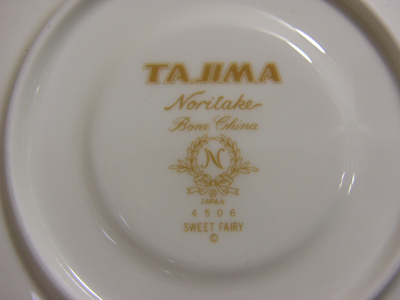 TAJIMA
Noritake
Bone China
N
®
JAPAN
4506
SWEET FAIRY
©